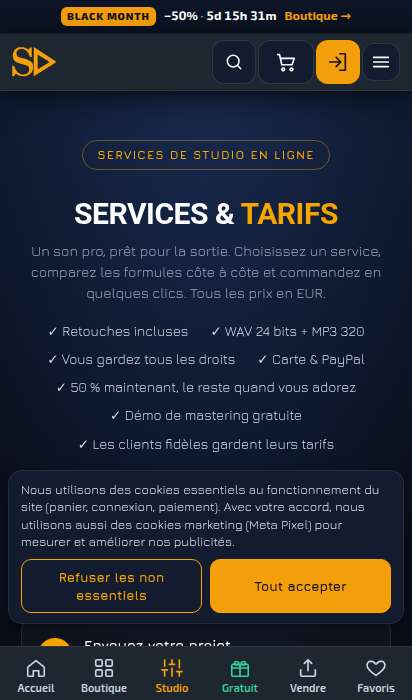 BLACK MONTH −50% · 5d 15h 31m Boutique →
SERVICES DE STUDIO EN LIGNE
SERVICES & TARIFS
Un son pro, prêt pour la sortie. Choisissez un service,
comparez les formules côte à côte et commandez en
quelques clics. Tous les prix en EUR.
✓ Retouches incluses ✓ WAV 24 bits + MP3 320
✓ Vous gardez tous les droits ✓ Carte & PayPal
✓ 50 % maintenant, le reste quand vous adorez
✓ Démo de mastering gratuite
✓ Les clients fidèles gardent leurs tarifs
Nous utilisons des cookies essentiels au fonctionnement du
site (panier, connexion, paiement). Avec votre accord, nous
utilisons aussi des cookies marketing (Meta Pixel) pour
mesurer et améliorer nos publicités.
Refuser les non
essentiels
Tout accepter
Envoyez votre projet
Accueil Boutique Studio Gratuit Vendre Favoris